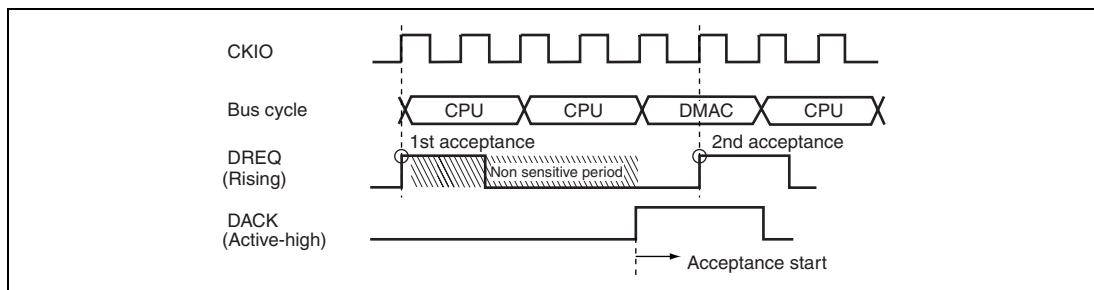 CKIO
Bus cycle
CPU
CPU
DMAC
CPU
1st acceptance
2nd acceptance
DREQ
(Rising)
Non sensitive period
DACK
(Active-high)
Acceptance start